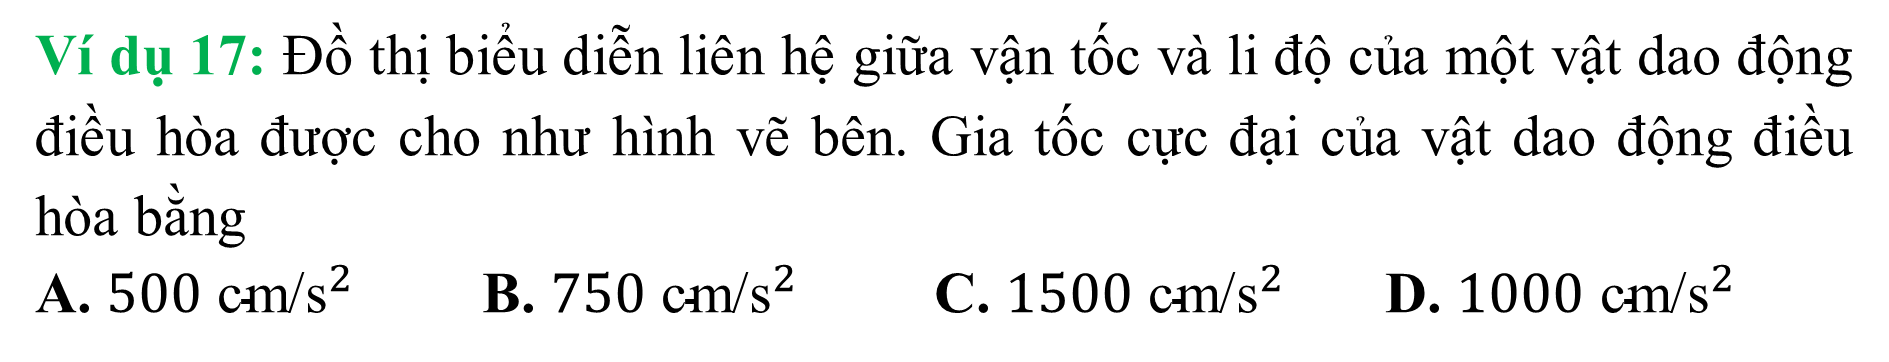 Ví dụ 17: Đồ thị biểu diễn liên hệ giữa vận tốc và li độ của một vật dao động
điều hòa được cho như hình vẽ bên. Gia tốc cực đại của vật dao động điều
hòa bằng
A. 500 cm/s² B. 750 cm/s² C. 1500 cm/s² D. 1000 cm/s²